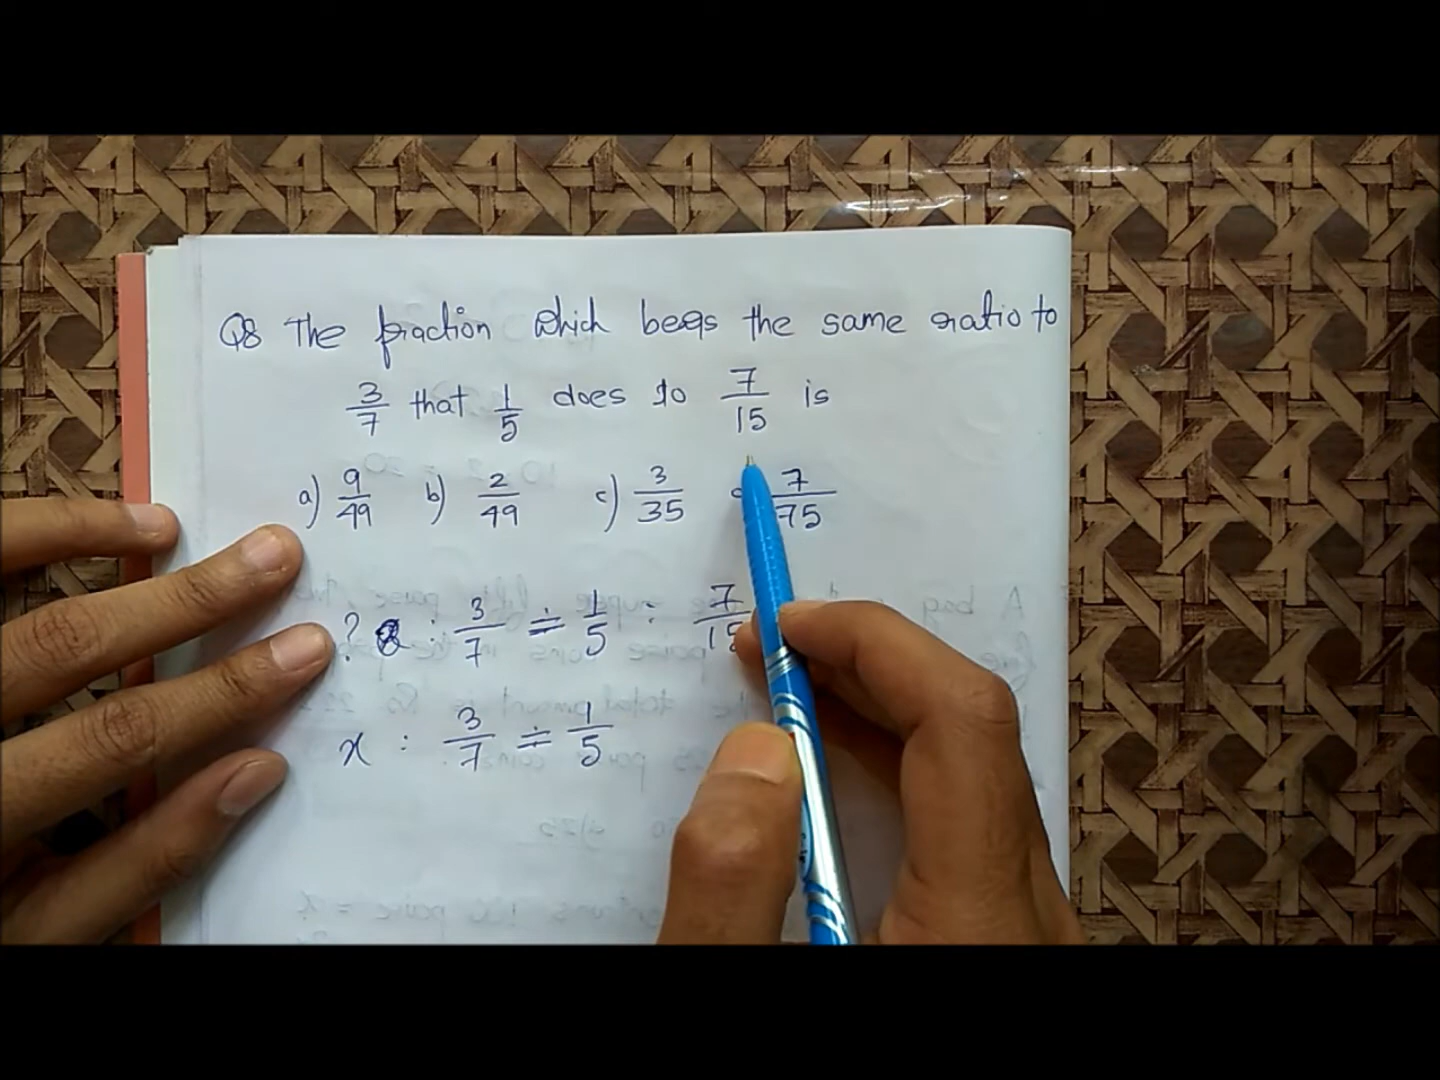 Q8 The fraction which bears the same ratio to
3/7 that 1/5 does to 7/15 is
a) 9/49 b) 2/49 c) 3/35 7/75
? : 3/7 = 1/5 : 7/15
x : 3/7 = 1/5